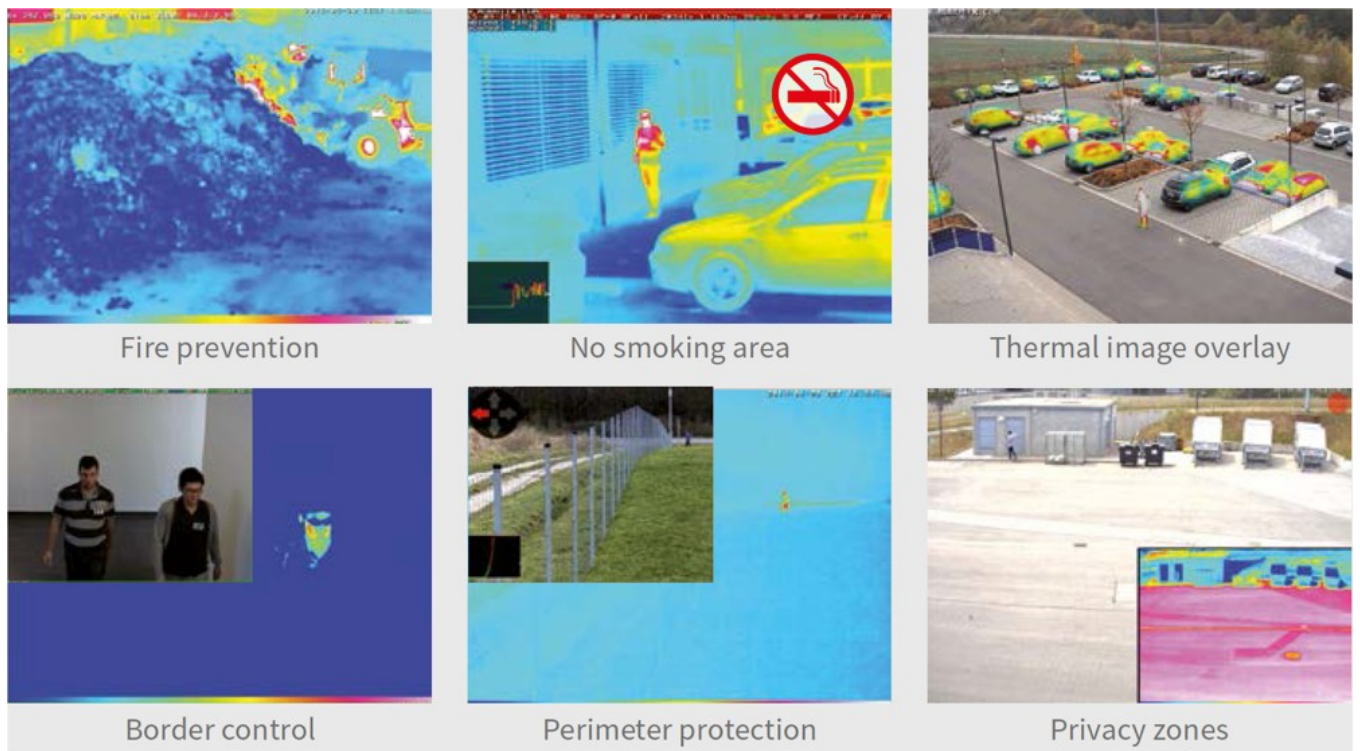 Fire prevention
No smoking area
Thermal image overlay
Border control
Perimeter protection
Privacy zones